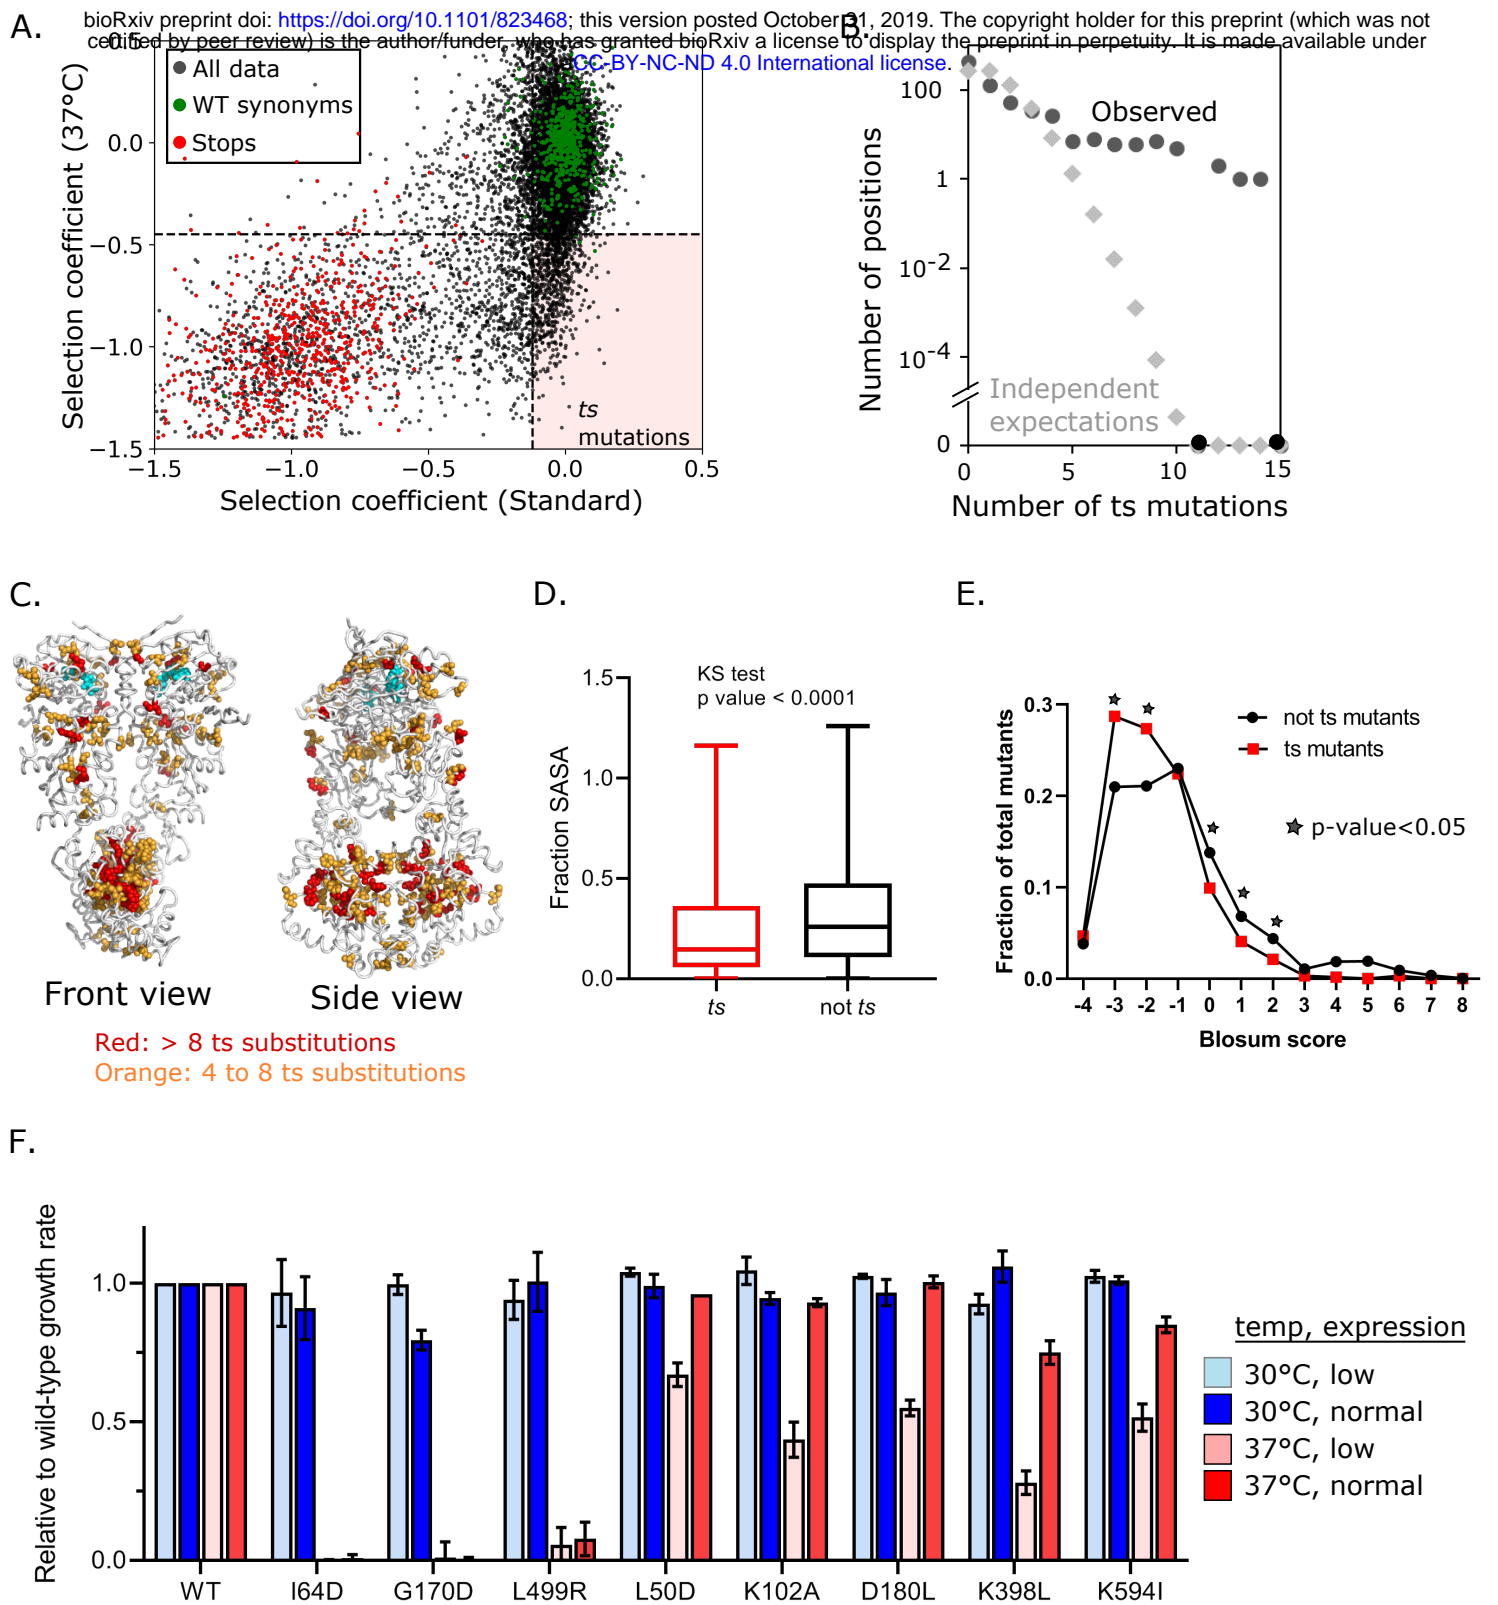 bioRxiv preprint doi: https://doi.org/10.1101/823468; this version posted October 31, 2019. The copyright holder for this preprint (which was not
certified by peer review) is the author/funder, who has granted bioRxiv a license to display the preprint in perpetuity. It is made available under
aCC-BY-NC-ND 4.0 International license.
A.
Selection coefficient (37°C)
0.5
0.0
−0.5
−1.0
−1.5
All data
WT synonyms
Stops
ts
mutations
−1.5
−1.0
−0.5
0.0
0.5
Selection coefficient (Standard)
B.
Number of positions
100
1
10-2
10-4
0
Observed
Independent
expectations
0
5
10
15
Number of ts mutations
C.
Front view
Side view
Red: > 8 ts substitutions
Orange: 4 to 8 ts substitutions
D.
KS test
p value < 0.0001
Fraction SASA
1.5
1.0
0.5
0.0
ts
not ts
E.
Fraction of total mutants
0.3
0.2
0.1
0.0
not ts mutants
ts mutants
p-value<0.05
-4 -3 -2 -1 0 1 2 3 4 5 6 7 8
Blosum score
F.
Relative to wild-type growth rate
1.0
0.5
0.0
WT I64D G170D L499R L50D K102A D180L K398L K594I
temp, expression
30°C, low
30°C, normal
37°C, low
37°C, normal